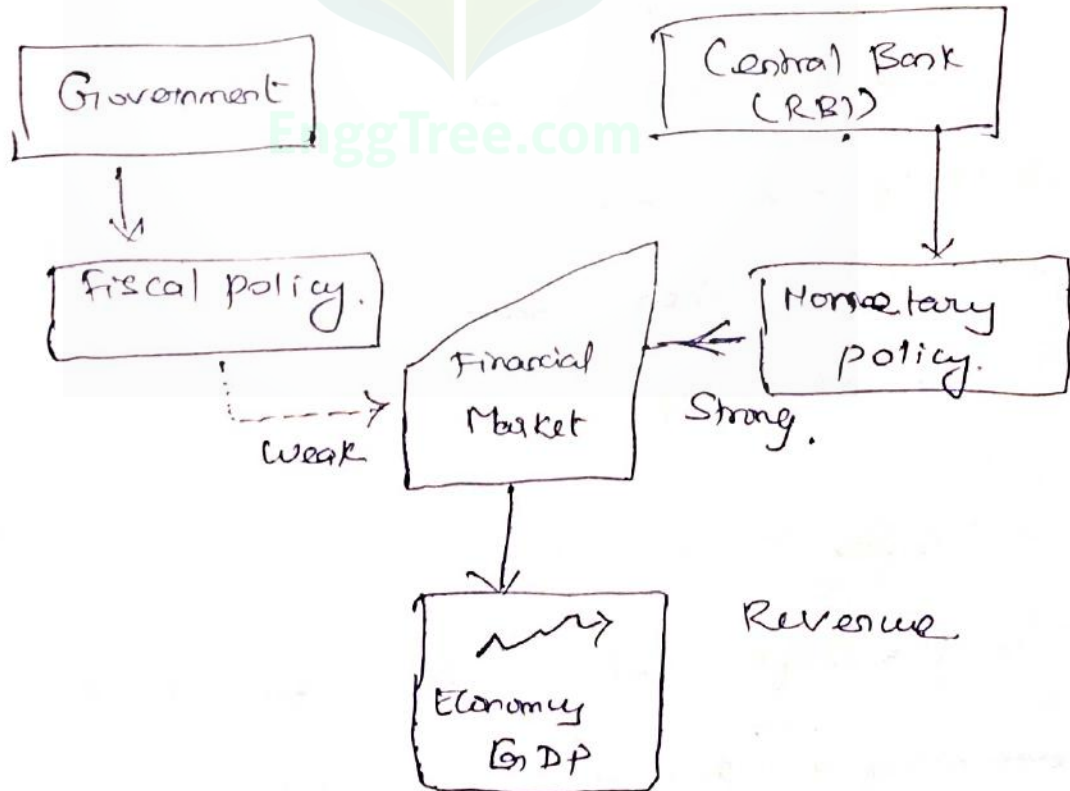 Government
Central Bank
(RBI)
EnggTree.com
Fiscal policy.
Monetary
policy.
Financial
Market
weak
Strong.
Revenue
Economy
GDP